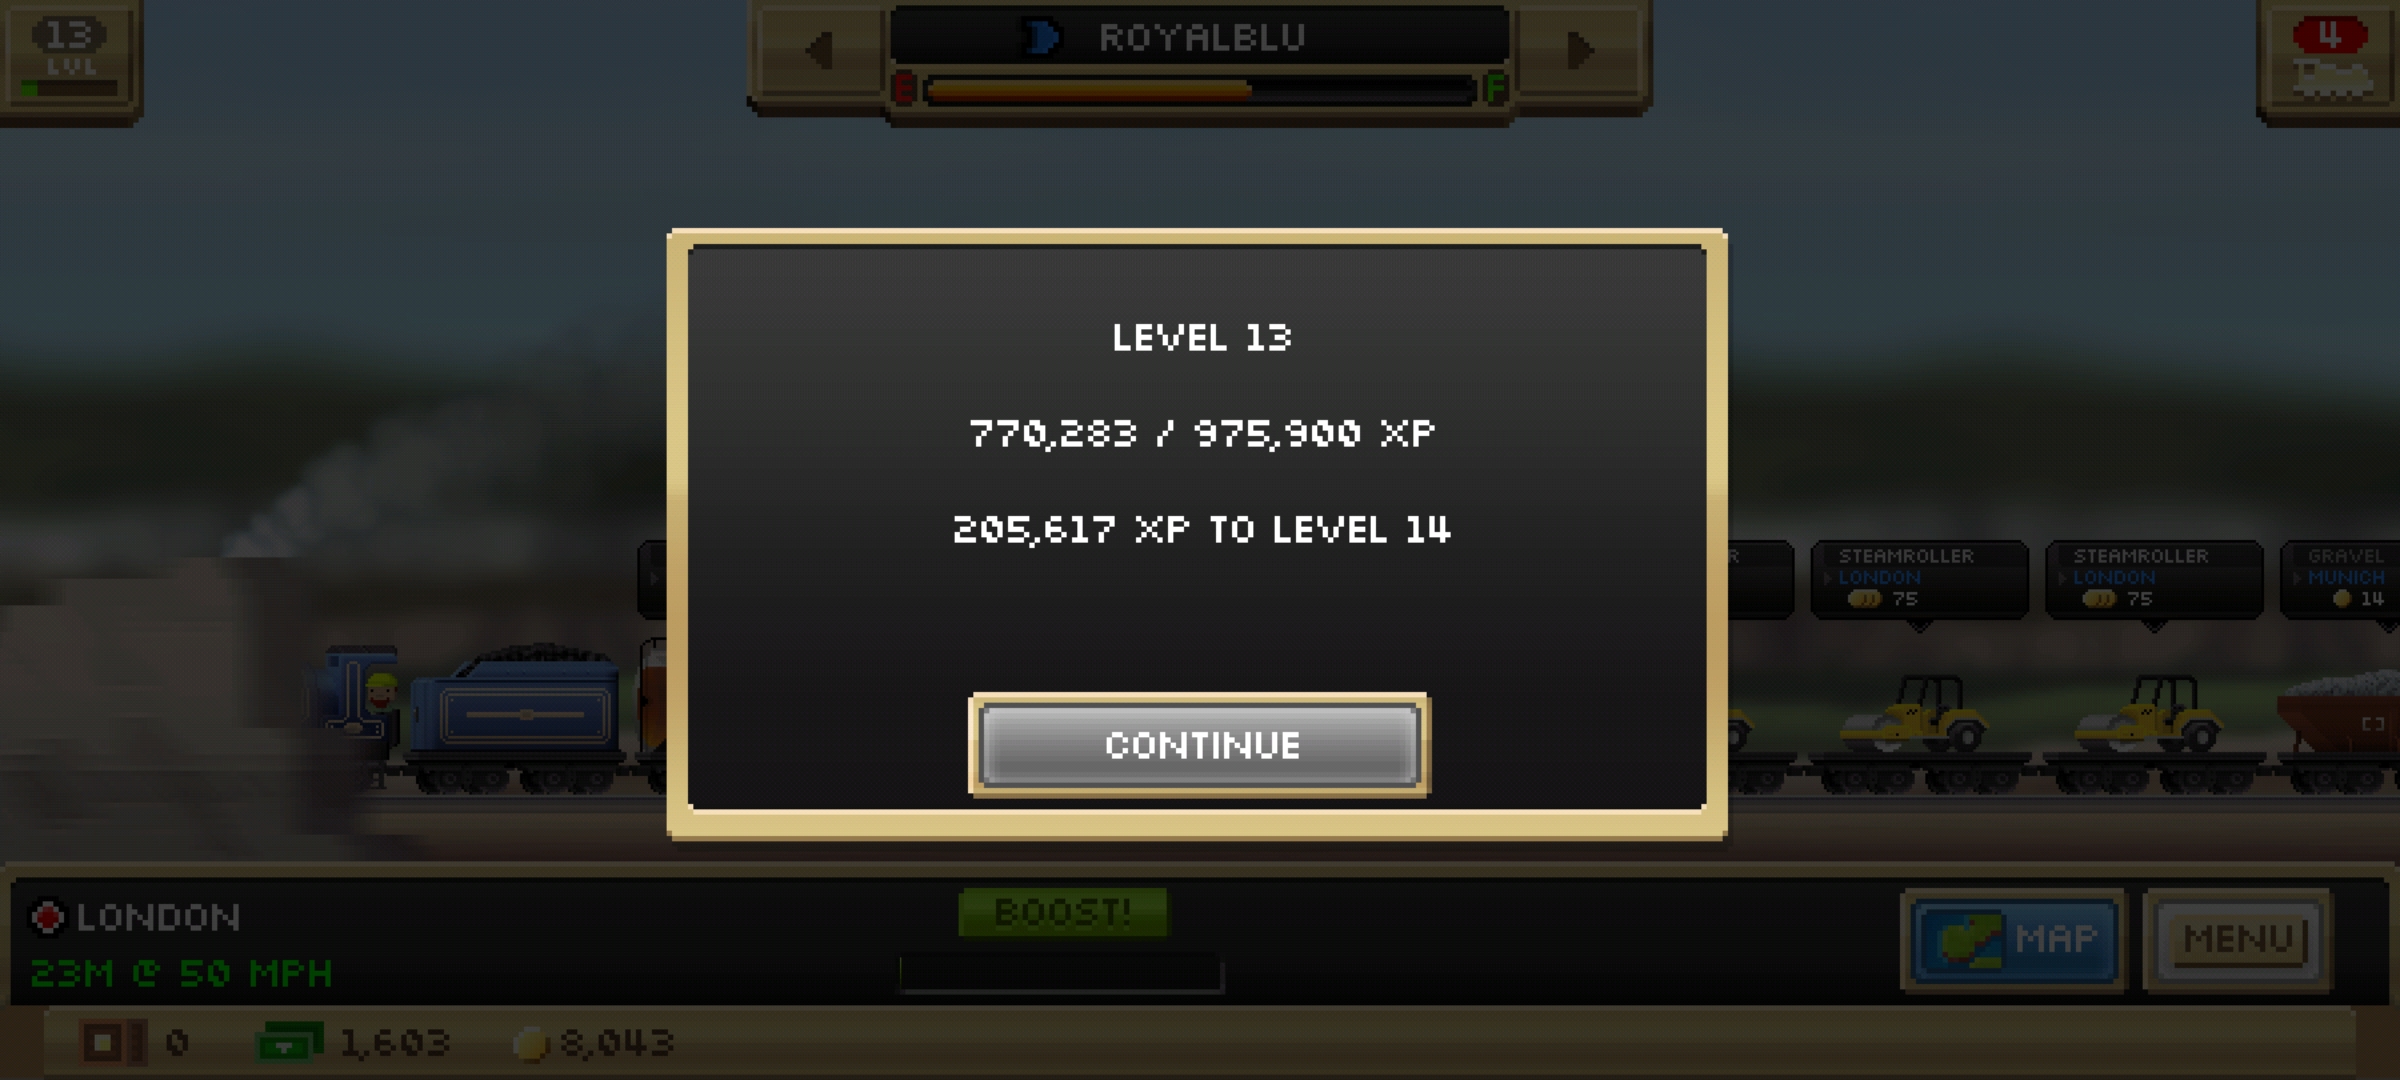 13
LVL
ROYALBLU
E
F
4
LEVEL 13
770,283 / 975,900 XP
205,617 XP TO LEVEL 14
CONTINUE
R
STEAMROLLER
LONDON
75
STEAMROLLER
LONDON
75
GRAVEL
MUNICH
14
LONDON
23M @ 50 MPH
BOOST!
MAP
MENU
0
1,603
8,043